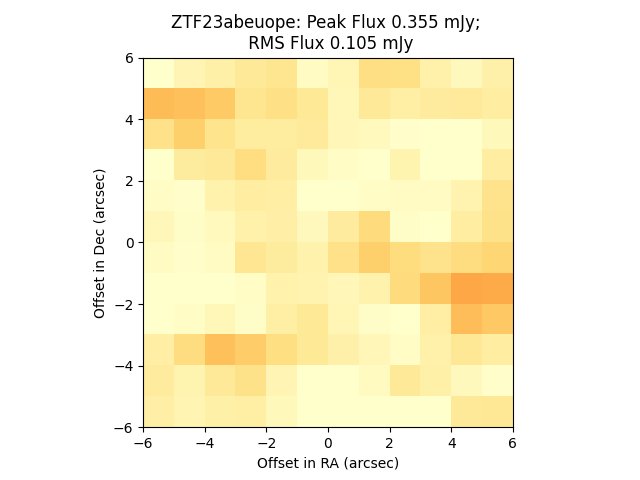 ZTF23abeuope: Peak Flux 0.355 mJy;
RMS Flux 0.105 mJy
6
4
2
0
−2
−4
−6
Offset in Dec (arcsec)
−6 −4 −2 0 2 4 6
Offset in RA (arcsec)